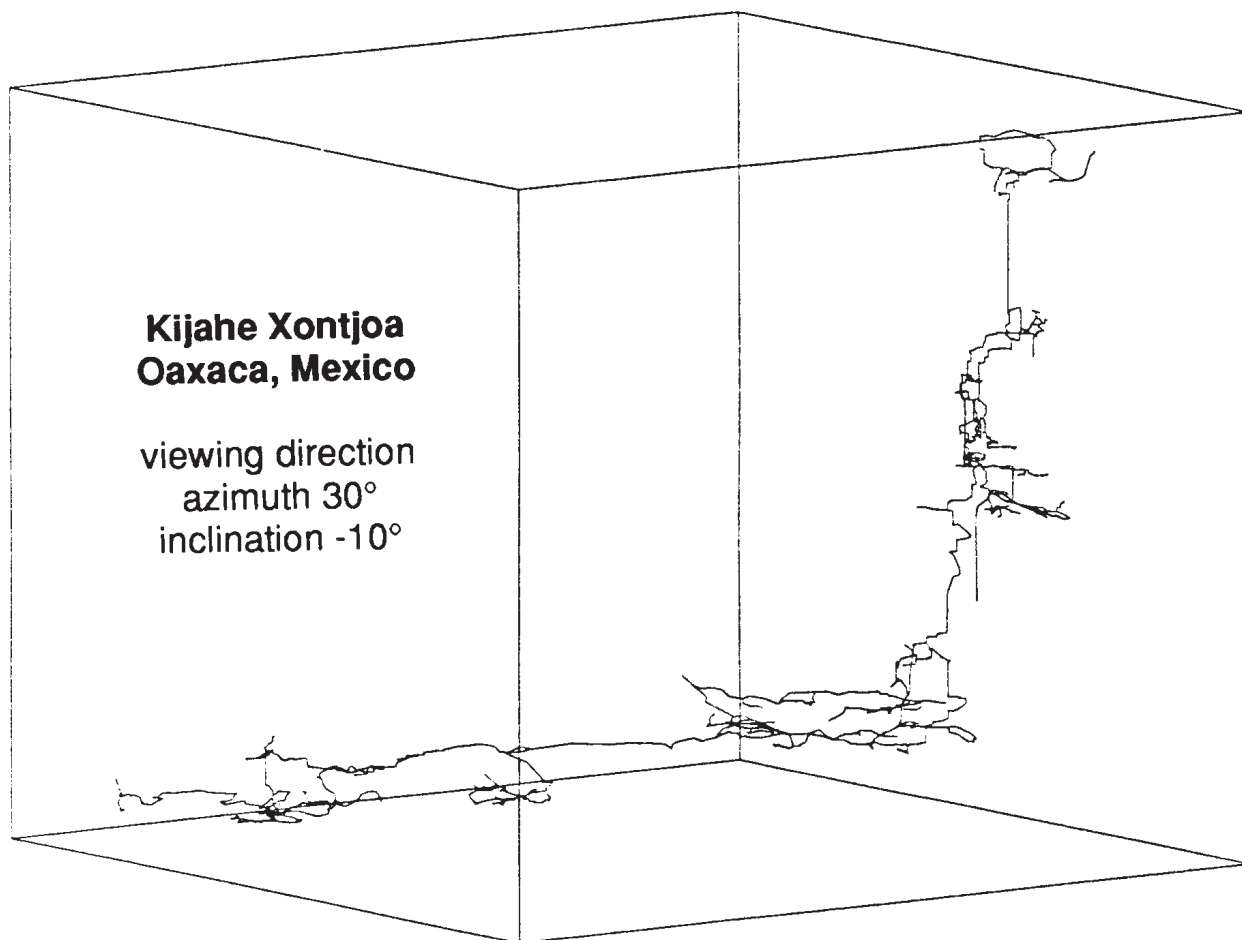 Kijahe Xontjoa
Oaxaca, Mexico
viewing direction
azimuth 30°
inclination -10°